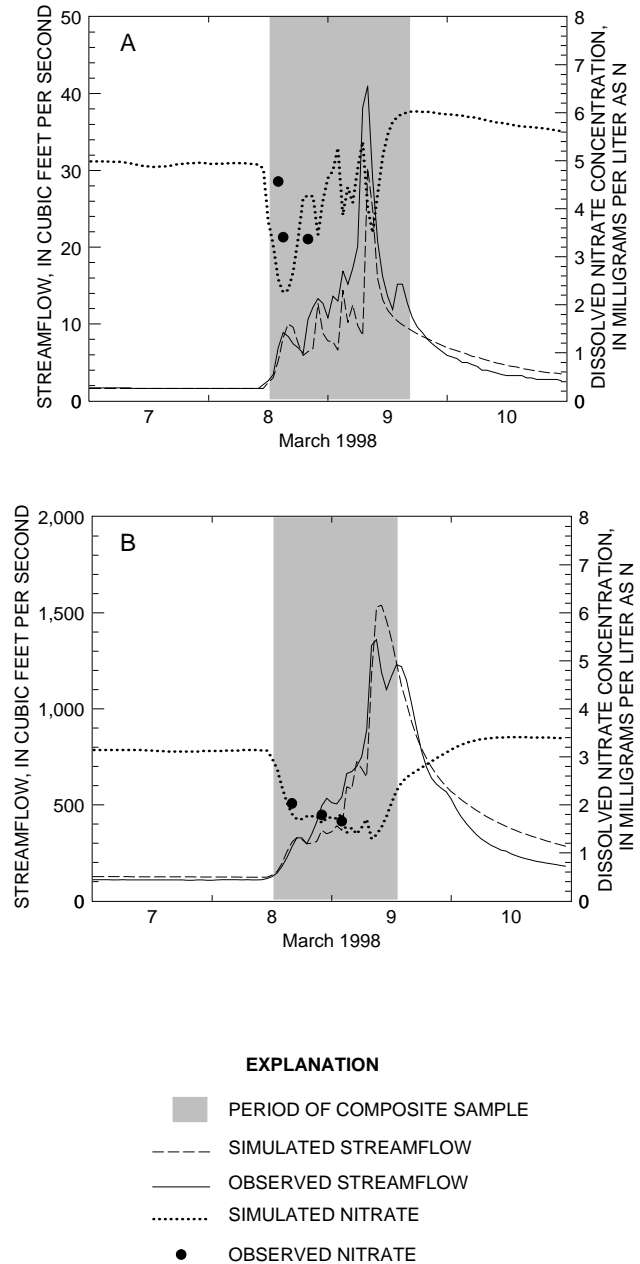 A
STREAMFLOW, IN CUBIC FEET PER SECOND
50
40
30
20
10
0
DISSOLVED NITRATE CONCENTRATION,
IN MILLIGRAMS PER LITER AS N
8
7
6
5
4
3
2
1
0
7 8 9 10
March 1998
B
STREAMFLOW, IN CUBIC FEET PER SECOND
2,000
1,500
1,000
500
0
DISSOLVED NITRATE CONCENTRATION,
IN MILLIGRAMS PER LITER AS N
8
7
6
5
4
3
2
1
0
7 8 9 10
March 1998
EXPLANATION
PERIOD OF COMPOSITE SAMPLE
SIMULATED STREAMFLOW
OBSERVED STREAMFLOW
SIMULATED NITRATE
OBSERVED NITRATE